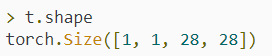 > t.shape
torch.Size([1, 1, 28, 28])